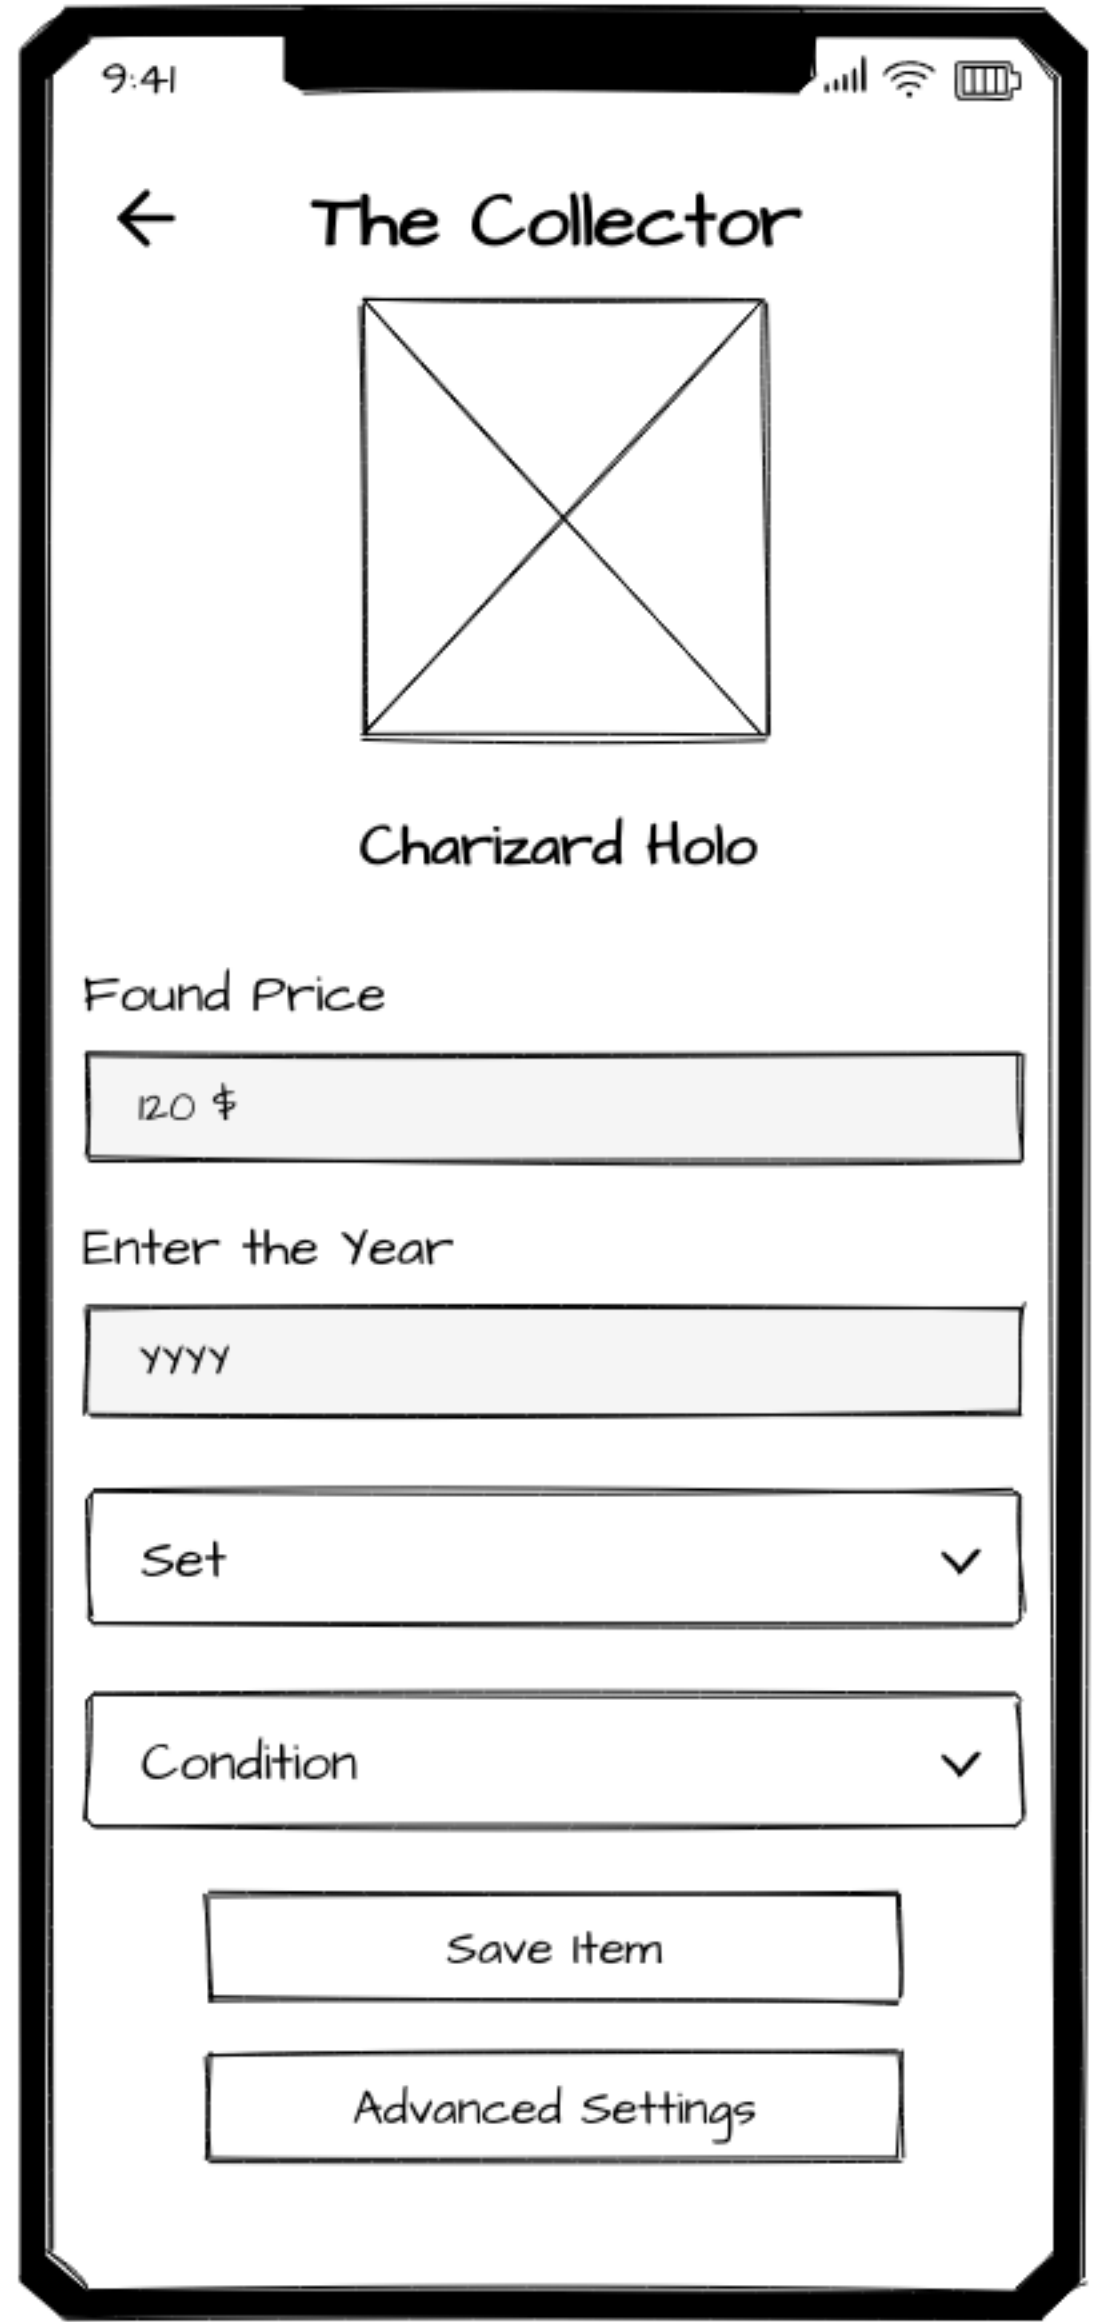 9:41
The Collector
Charizard Holo
Found Price
120 $
Enter the Year
YYYY
Set
Condition
Save Item
Advanced Settings